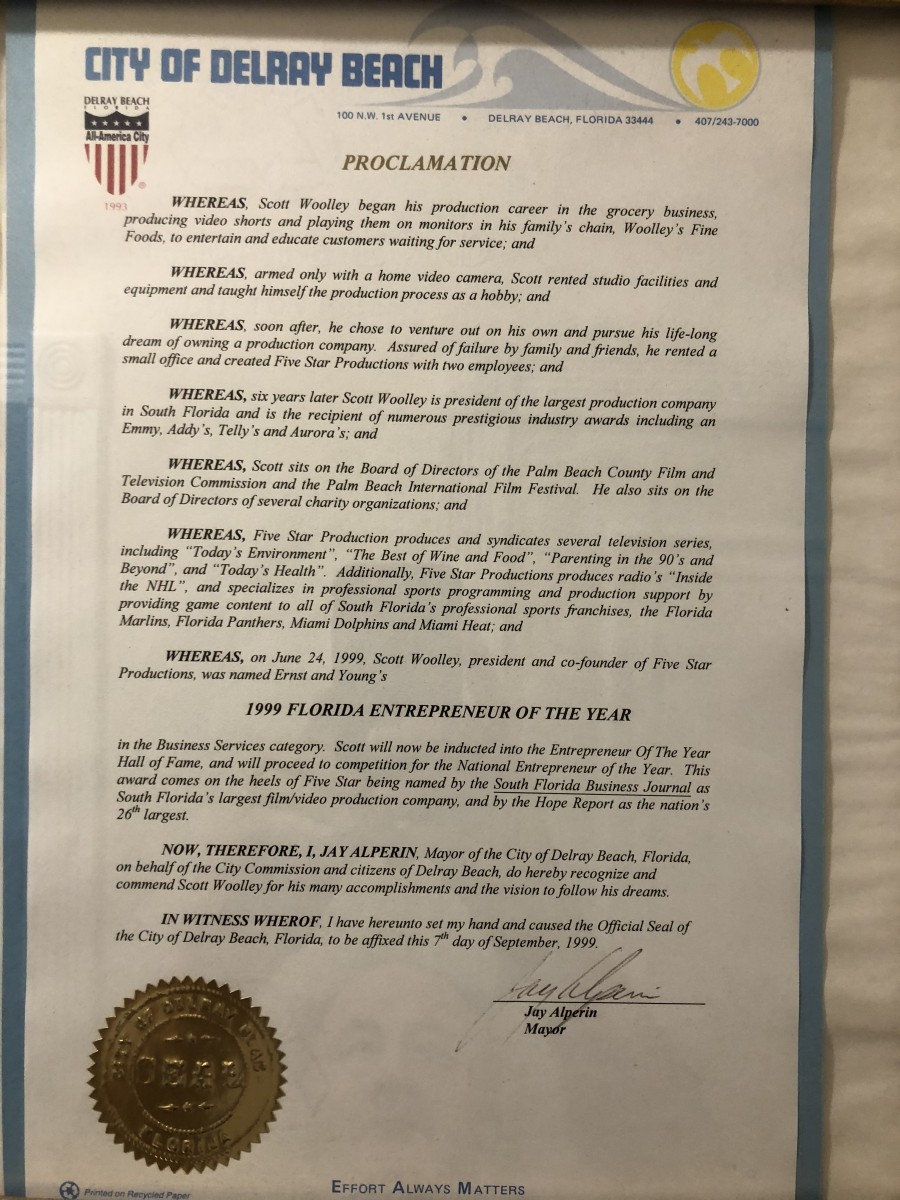 CITY OF DELRAY BEACH
DELRAY BEACH
FLORIDA
All-America City
1993
100 N.W. 1st AVENUE • DELRAY BEACH, FLORIDA 33444 • 407/243-7000
PROCLAMATION
WHEREAS, Scott Woolley began his production career in the grocery business,
producing video shorts and playing them on monitors in his family's chain, Woolley's Fine
Foods, to entertain and educate customers waiting for service; and
WHEREAS, armed only with a home video camera, Scott rented studio facilities and
equipment and taught himself the production process as a hobby; and
WHEREAS, soon after, he chose to venture out on his own and pursue his life-long
dream of owning a production company. Assured of failure by family and friends, he rented a
small office and created Five Star Productions with two employees; and
WHEREAS, six years later Scott Woolley is president of the largest production company
in South Florida and is the recipient of numerous prestigious industry awards including an
Emmy, Addy's, Telly's and Aurora's; and
WHEREAS, Scott sits on the Board of Directors of the Palm Beach County Film and
Television Commission and the Palm Beach International Film Festival. He also sits on the
Board of Directors of several charity organizations; and
WHEREAS, Five Star Production produces and syndicates several television series,
including "Today's Environment", "The Best of Wine and Food", "Parenting in the 90's and
Beyond", and "Today's Health". Additionally, Five Star Productions produces radio's "Inside
the NHL", and specializes in professional sports programming and production support by
providing game content to all of South Florida's professional sports franchises, the Florida
Marlins, Florida Panthers, Miami Dolphins and Miami Heat; and
WHEREAS, on June 24, 1999, Scott Woolley, president and co-founder of Five Star
Productions, was named Ernst and Young's
1999 FLORIDA ENTREPRENEUR OF THE YEAR
in the Business Services category. Scott will now be inducted into the Entrepreneur Of The Year
Hall of Fame, and will proceed to competition for the National Entrepreneur of the Year. This
award comes on the heels of Five Star being named by the South Florida Business Journal as
South Florida's largest film/video production company, and by the Hope Report as the nation's
26th largest.
NOW, THEREFORE, I, JAY ALPERIN, Mayor of the City of Delray Beach, Florida,
on behalf of the City Commission and citizens of Delray Beach, do hereby recognize and
commend Scott Woolley for his many accomplishments and the vision to follow his dreams.
IN WITNESS WHEROF, I have hereunto set my hand and caused the Official Seal of
the City of Delray Beach, Florida, to be affixed this 7th day of September, 1999.
Jay Alperin
Jay Alperin
Mayor
CITY OF DELRAY BEACH
SEAL
FLORIDA
Printed on Recycled Paper
EFFORT ALWAYS MATTERS